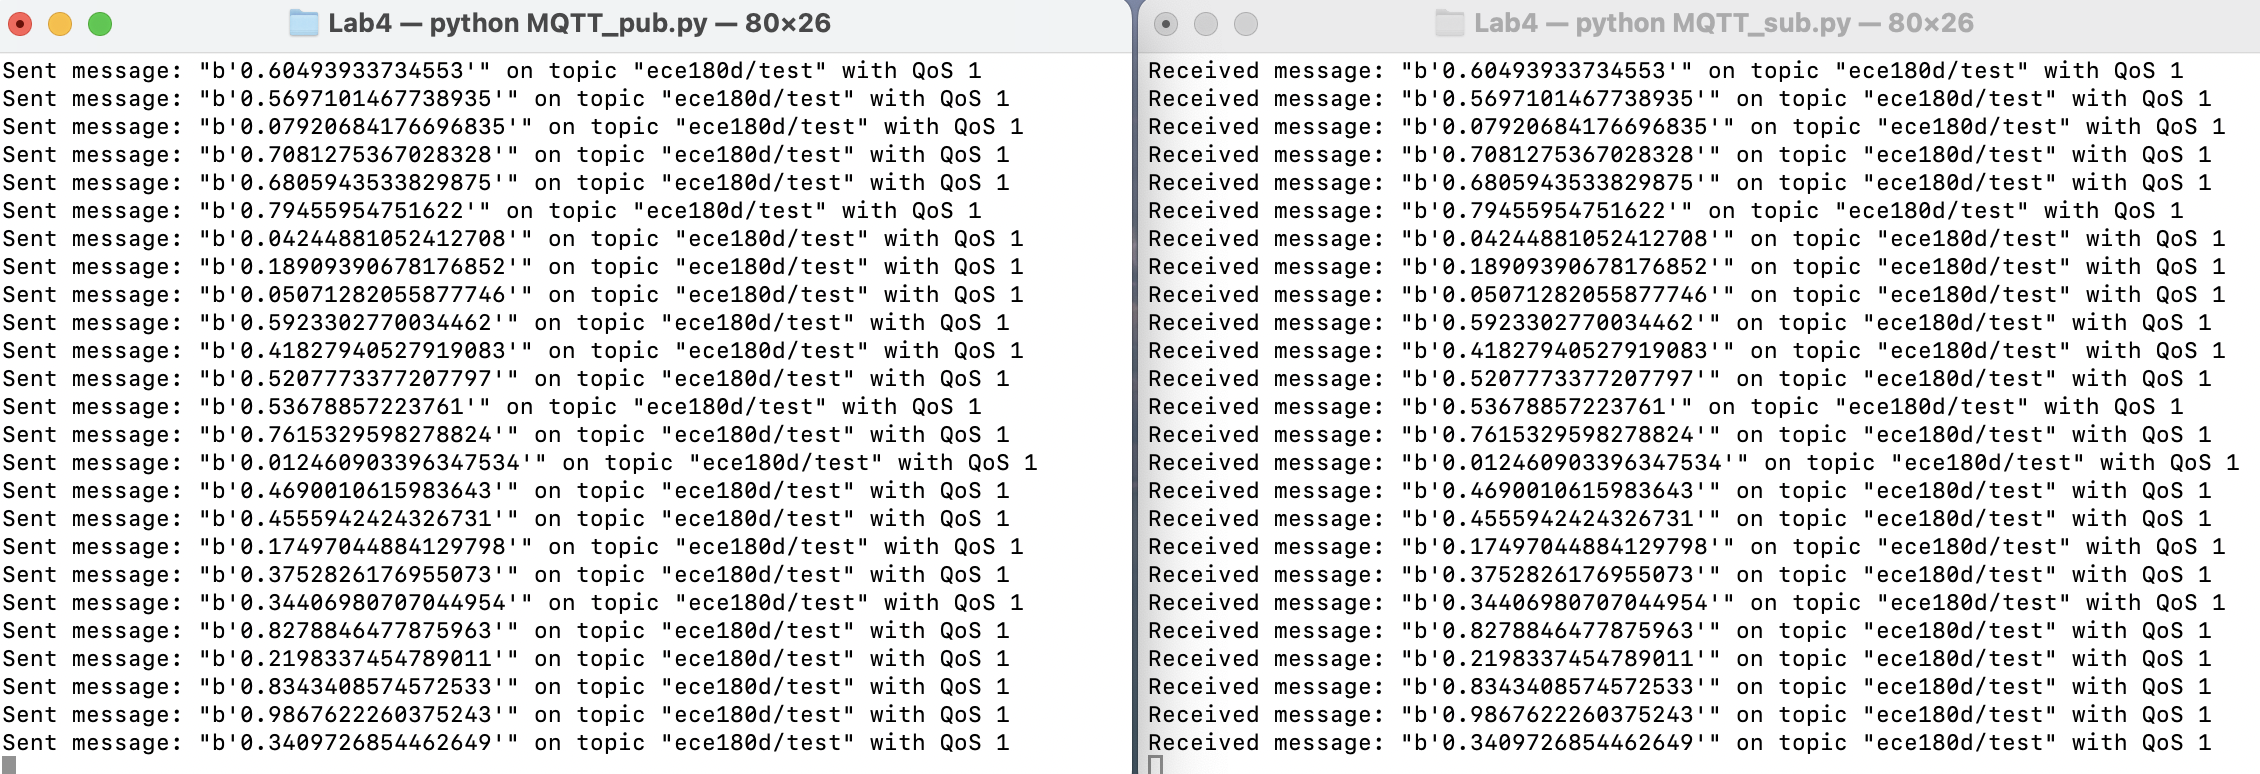 Lab4 — python MQTT_pub.py — 80×26
Sent message: "b'0.60493933734553'" on topic "ece180d/test" with QoS 1
Sent message: "b'0.5697101467738935'" on topic "ece180d/test" with QoS 1
Sent message: "b'0.07920684176696835'" on topic "ece180d/test" with QoS 1
Sent message: "b'0.7081275367028328'" on topic "ece180d/test" with QoS 1
Sent message: "b'0.6805943533829875'" on topic "ece180d/test" with QoS 1
Sent message: "b'0.79455954751622'" on topic "ece180d/test" with QoS 1
Sent message: "b'0.04244881052412708'" on topic "ece180d/test" with QoS 1
Sent message: "b'0.18909390678176852'" on topic "ece180d/test" with QoS 1
Sent message: "b'0.05071282055877746'" on topic "ece180d/test" with QoS 1
Sent message: "b'0.5923302770034462'" on topic "ece180d/test" with QoS 1
Sent message: "b'0.41827940527919083'" on topic "ece180d/test" with QoS 1
Sent message: "b'0.5207773377207797'" on topic "ece180d/test" with QoS 1
Sent message: "b'0.53678857223761'" on topic "ece180d/test" with QoS 1
Sent message: "b'0.7615329598278824'" on topic "ece180d/test" with QoS 1
Sent message: "b'0.012460903396347534'" on topic "ece180d/test" with QoS 1
Sent message: "b'0.4690010615983643'" on topic "ece180d/test" with QoS 1
Sent message: "b'0.4555942424326731'" on topic "ece180d/test" with QoS 1
Sent message: "b'0.17497044884129798'" on topic "ece180d/test" with QoS 1
Sent message: "b'0.3752826176955073'" on topic "ece180d/test" with QoS 1
Sent message: "b'0.34406980707044954'" on topic "ece180d/test" with QoS 1
Sent message: "b'0.8278846477875963'" on topic "ece180d/test" with QoS 1
Sent message: "b'0.2198337454789011'" on topic "ece180d/test" with QoS 1
Sent message: "b'0.8343408574572533'" on topic "ece180d/test" with QoS 1
Sent message: "b'0.9867622260375243'" on topic "ece180d/test" with QoS 1
Sent message: "b'0.3409726854462649'" on topic "ece180d/test" with QoS 1
Lab4 — python MQTT_sub.py — 80×26
Received message: "b'0.60493933734553'" on topic "ece180d/test" with QoS 1
Received message: "b'0.5697101467738935'" on topic "ece180d/test" with QoS 1
Received message: "b'0.07920684176696835'" on topic "ece180d/test" with QoS 1
Received message: "b'0.7081275367028328'" on topic "ece180d/test" with QoS 1
Received message: "b'0.6805943533829875'" on topic "ece180d/test" with QoS 1
Received message: "b'0.79455954751622'" on topic "ece180d/test" with QoS 1
Received message: "b'0.04244881052412708'" on topic "ece180d/test" with QoS 1
Received message: "b'0.18909390678176852'" on topic "ece180d/test" with QoS 1
Received message: "b'0.05071282055877746'" on topic "ece180d/test" with QoS 1
Received message: "b'0.5923302770034462'" on topic "ece180d/test" with QoS 1
Received message: "b'0.41827940527919083'" on topic "ece180d/test" with QoS 1
Received message: "b'0.5207773377207797'" on topic "ece180d/test" with QoS 1
Received message: "b'0.53678857223761'" on topic "ece180d/test" with QoS 1
Received message: "b'0.7615329598278824'" on topic "ece180d/test" with QoS 1
Received message: "b'0.012460903396347534'" on topic "ece180d/test" with QoS 1
Received message: "b'0.4690010615983643'" on topic "ece180d/test" with QoS 1
Received message: "b'0.4555942424326731'" on topic "ece180d/test" with QoS 1
Received message: "b'0.17497044884129798'" on topic "ece180d/test" with QoS 1
Received message: "b'0.3752826176955073'" on topic "ece180d/test" with QoS 1
Received message: "b'0.34406980707044954'" on topic "ece180d/test" with QoS 1
Received message: "b'0.8278846477875963'" on topic "ece180d/test" with QoS 1
Received message: "b'0.2198337454789011'" on topic "ece180d/test" with QoS 1
Received message: "b'0.8343408574572533'" on topic "ece180d/test" with QoS 1
Received message: "b'0.9867622260375243'" on topic "ece180d/test" with QoS 1
Received message: "b'0.3409726854462649'" on topic "ece180d/test" with QoS 1